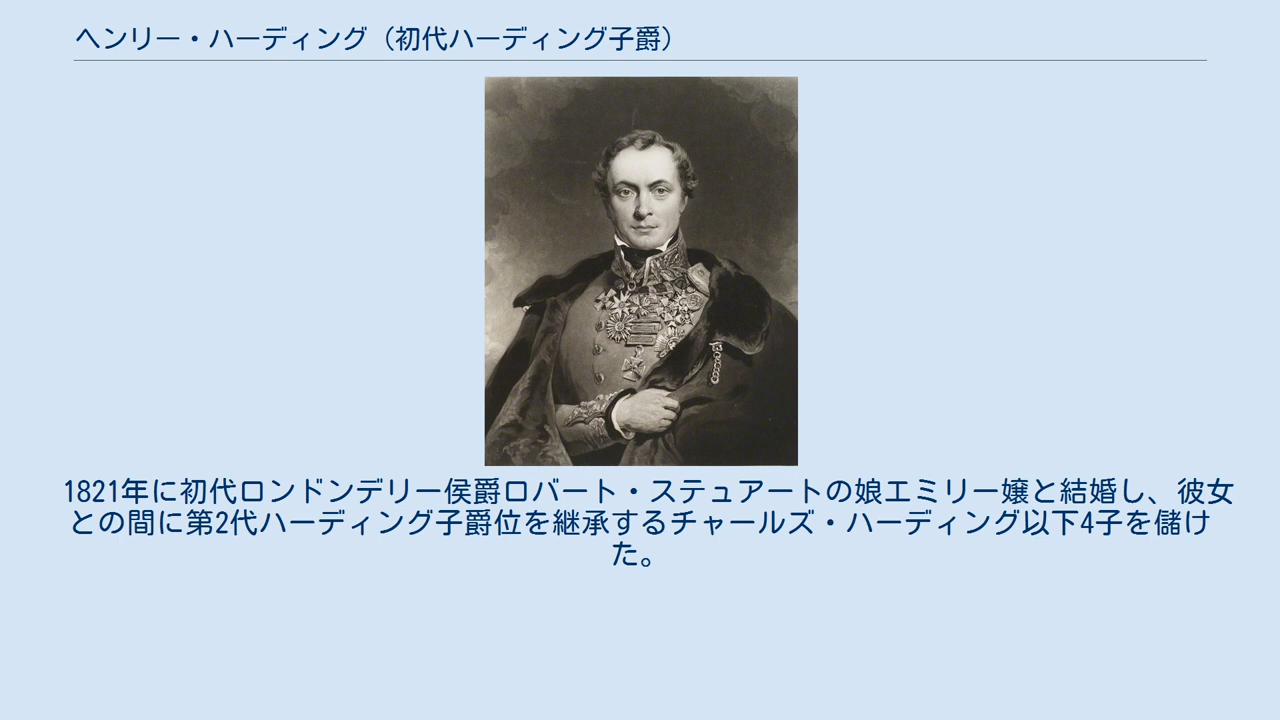 ヘンリー・ハーディング（初代ハーディング子爵）
1821年に初代ロンドンデリー侯爵ロバート・ステュアートの娘エミリー嬢と結婚し、彼女
との間に第2代ハーディング子爵位を継承するチャールズ・ハーディング以下4子を儲け
た。